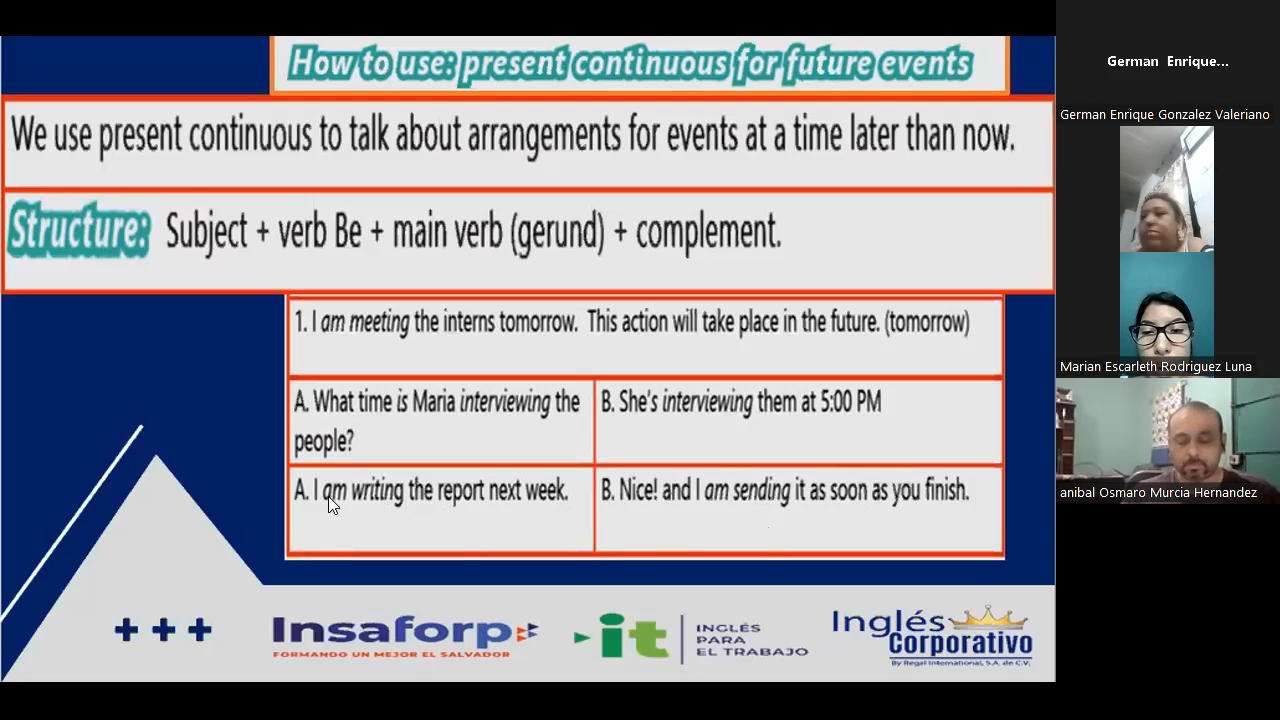 How to use: present continuous for future events
We use present continuous to talk about arrangements for events at a time later than now.
Structure: Subject + verb Be + main verb (gerund) + complement.
1. I am meeting the interns tomorrow. This action will take place in the future. (tomorrow)
A. What time is Maria interviewing the
people?
B. She's interviewing them at 5:00 PM
A. I am writing the report next week.
B. Nice! and I am sending it as soon as you finish.
+++
Insaforp
FORMANDO UN MEJOR EL SALVADOR
it
INGLÉS
PARA
EL TRABAJO
Inglés
Corporativo
By Regal International, S.A. de C.V.
German Enrique...
German Enrique Gonzalez Valeriano
Marian Escarleth Rodriguez Luna
anibal Osmaro Murcia Hernandez